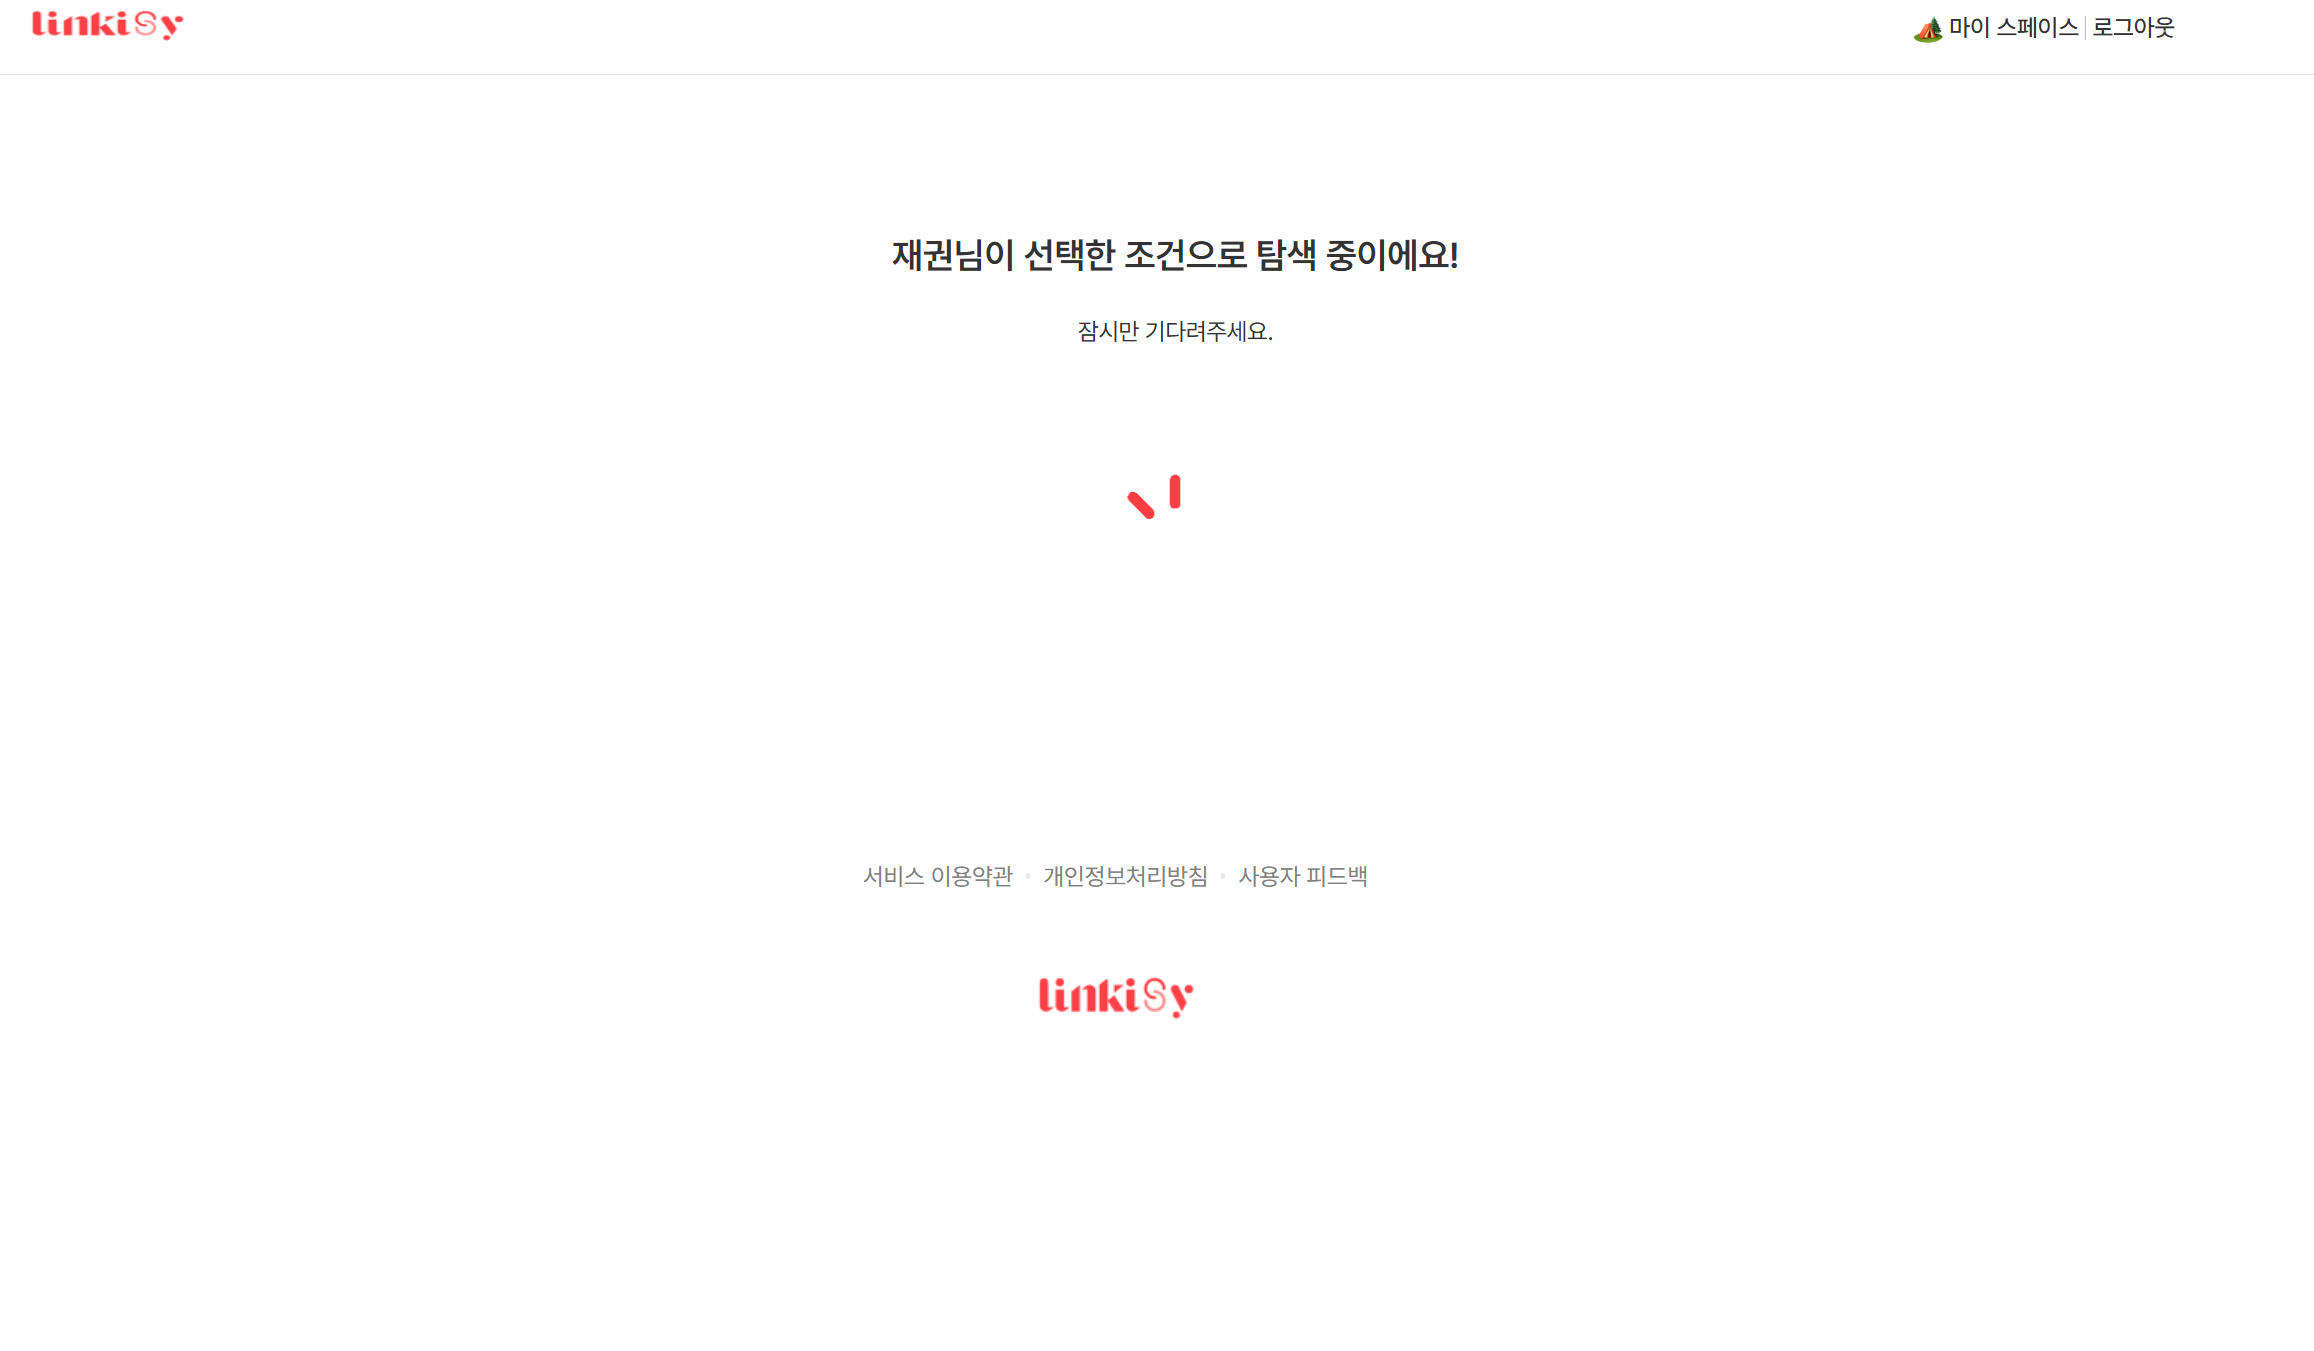 linkisy
마이 스페이스 로그아웃
재권님이 선택한 조건으로 탐색 중이에요!
잠시만 기다려주세요.
서비스 이용약관 • 개인정보처리방침 • 사용자 피드백
linkisy